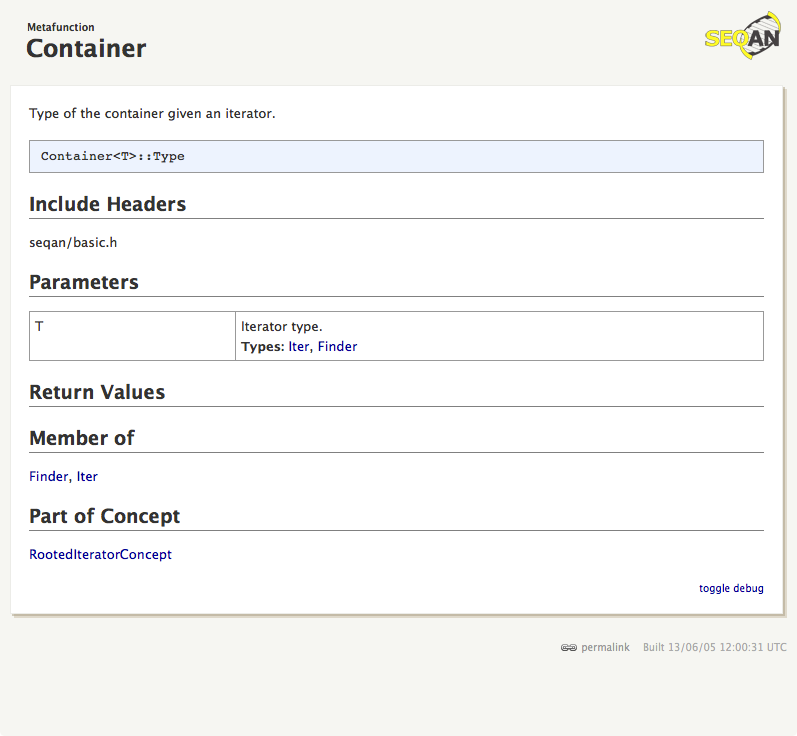 Metafunction
Container
SEQAN
Type of the container given an iterator.
Container<T>::Type
Include Headers
seqan/basic.h
Parameters
T
Iterator type.
Types: Iter, Finder
Return Values
Member of
Finder, Iter
Part of Concept
RootedIteratorConcept
toggle debug
permalink Built 13/06/05 12:00:31 UTC